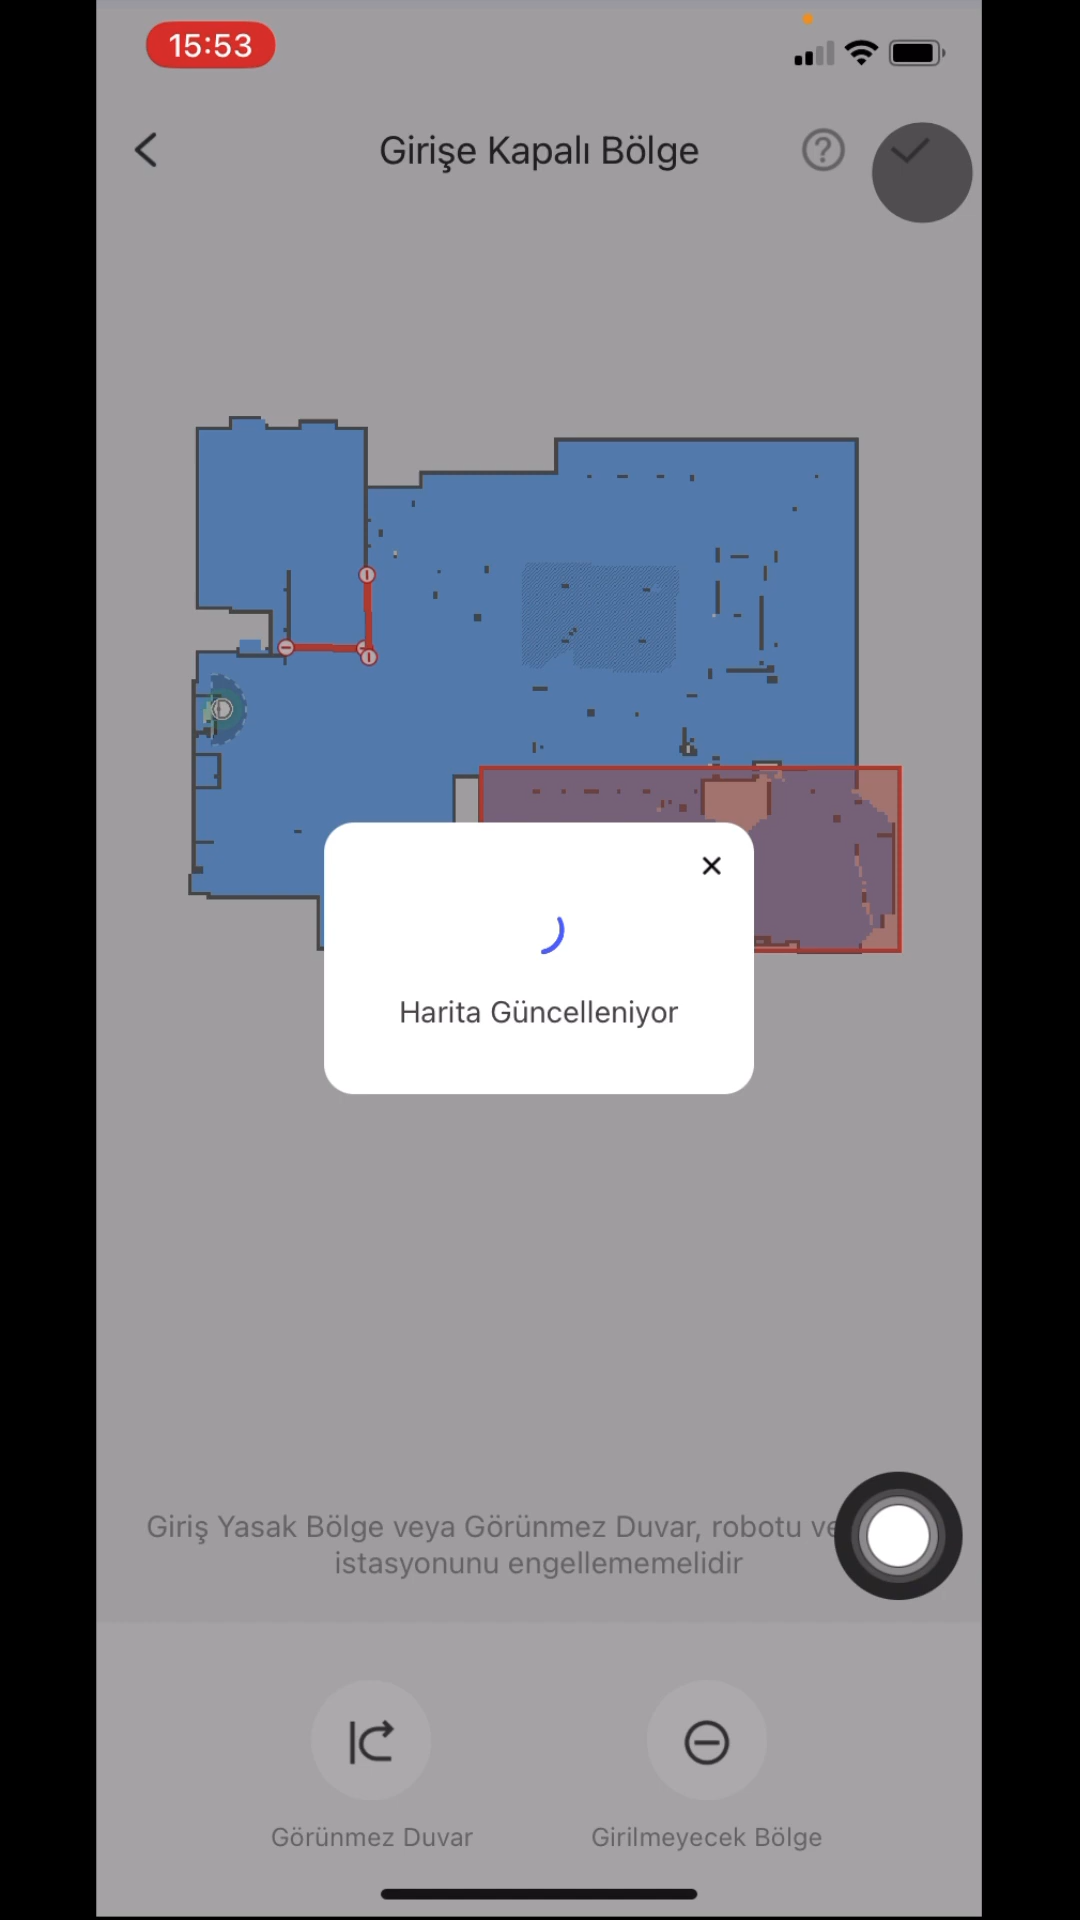 15:53
Girişe Kapalı Bölge
Harita Güncelleniyor
Giriş Yasak Bölge veya Görünmez Duvar, robotu ve
istasyonunu engellememelidir
Görünmez Duvar
Girilmeyecek Bölge